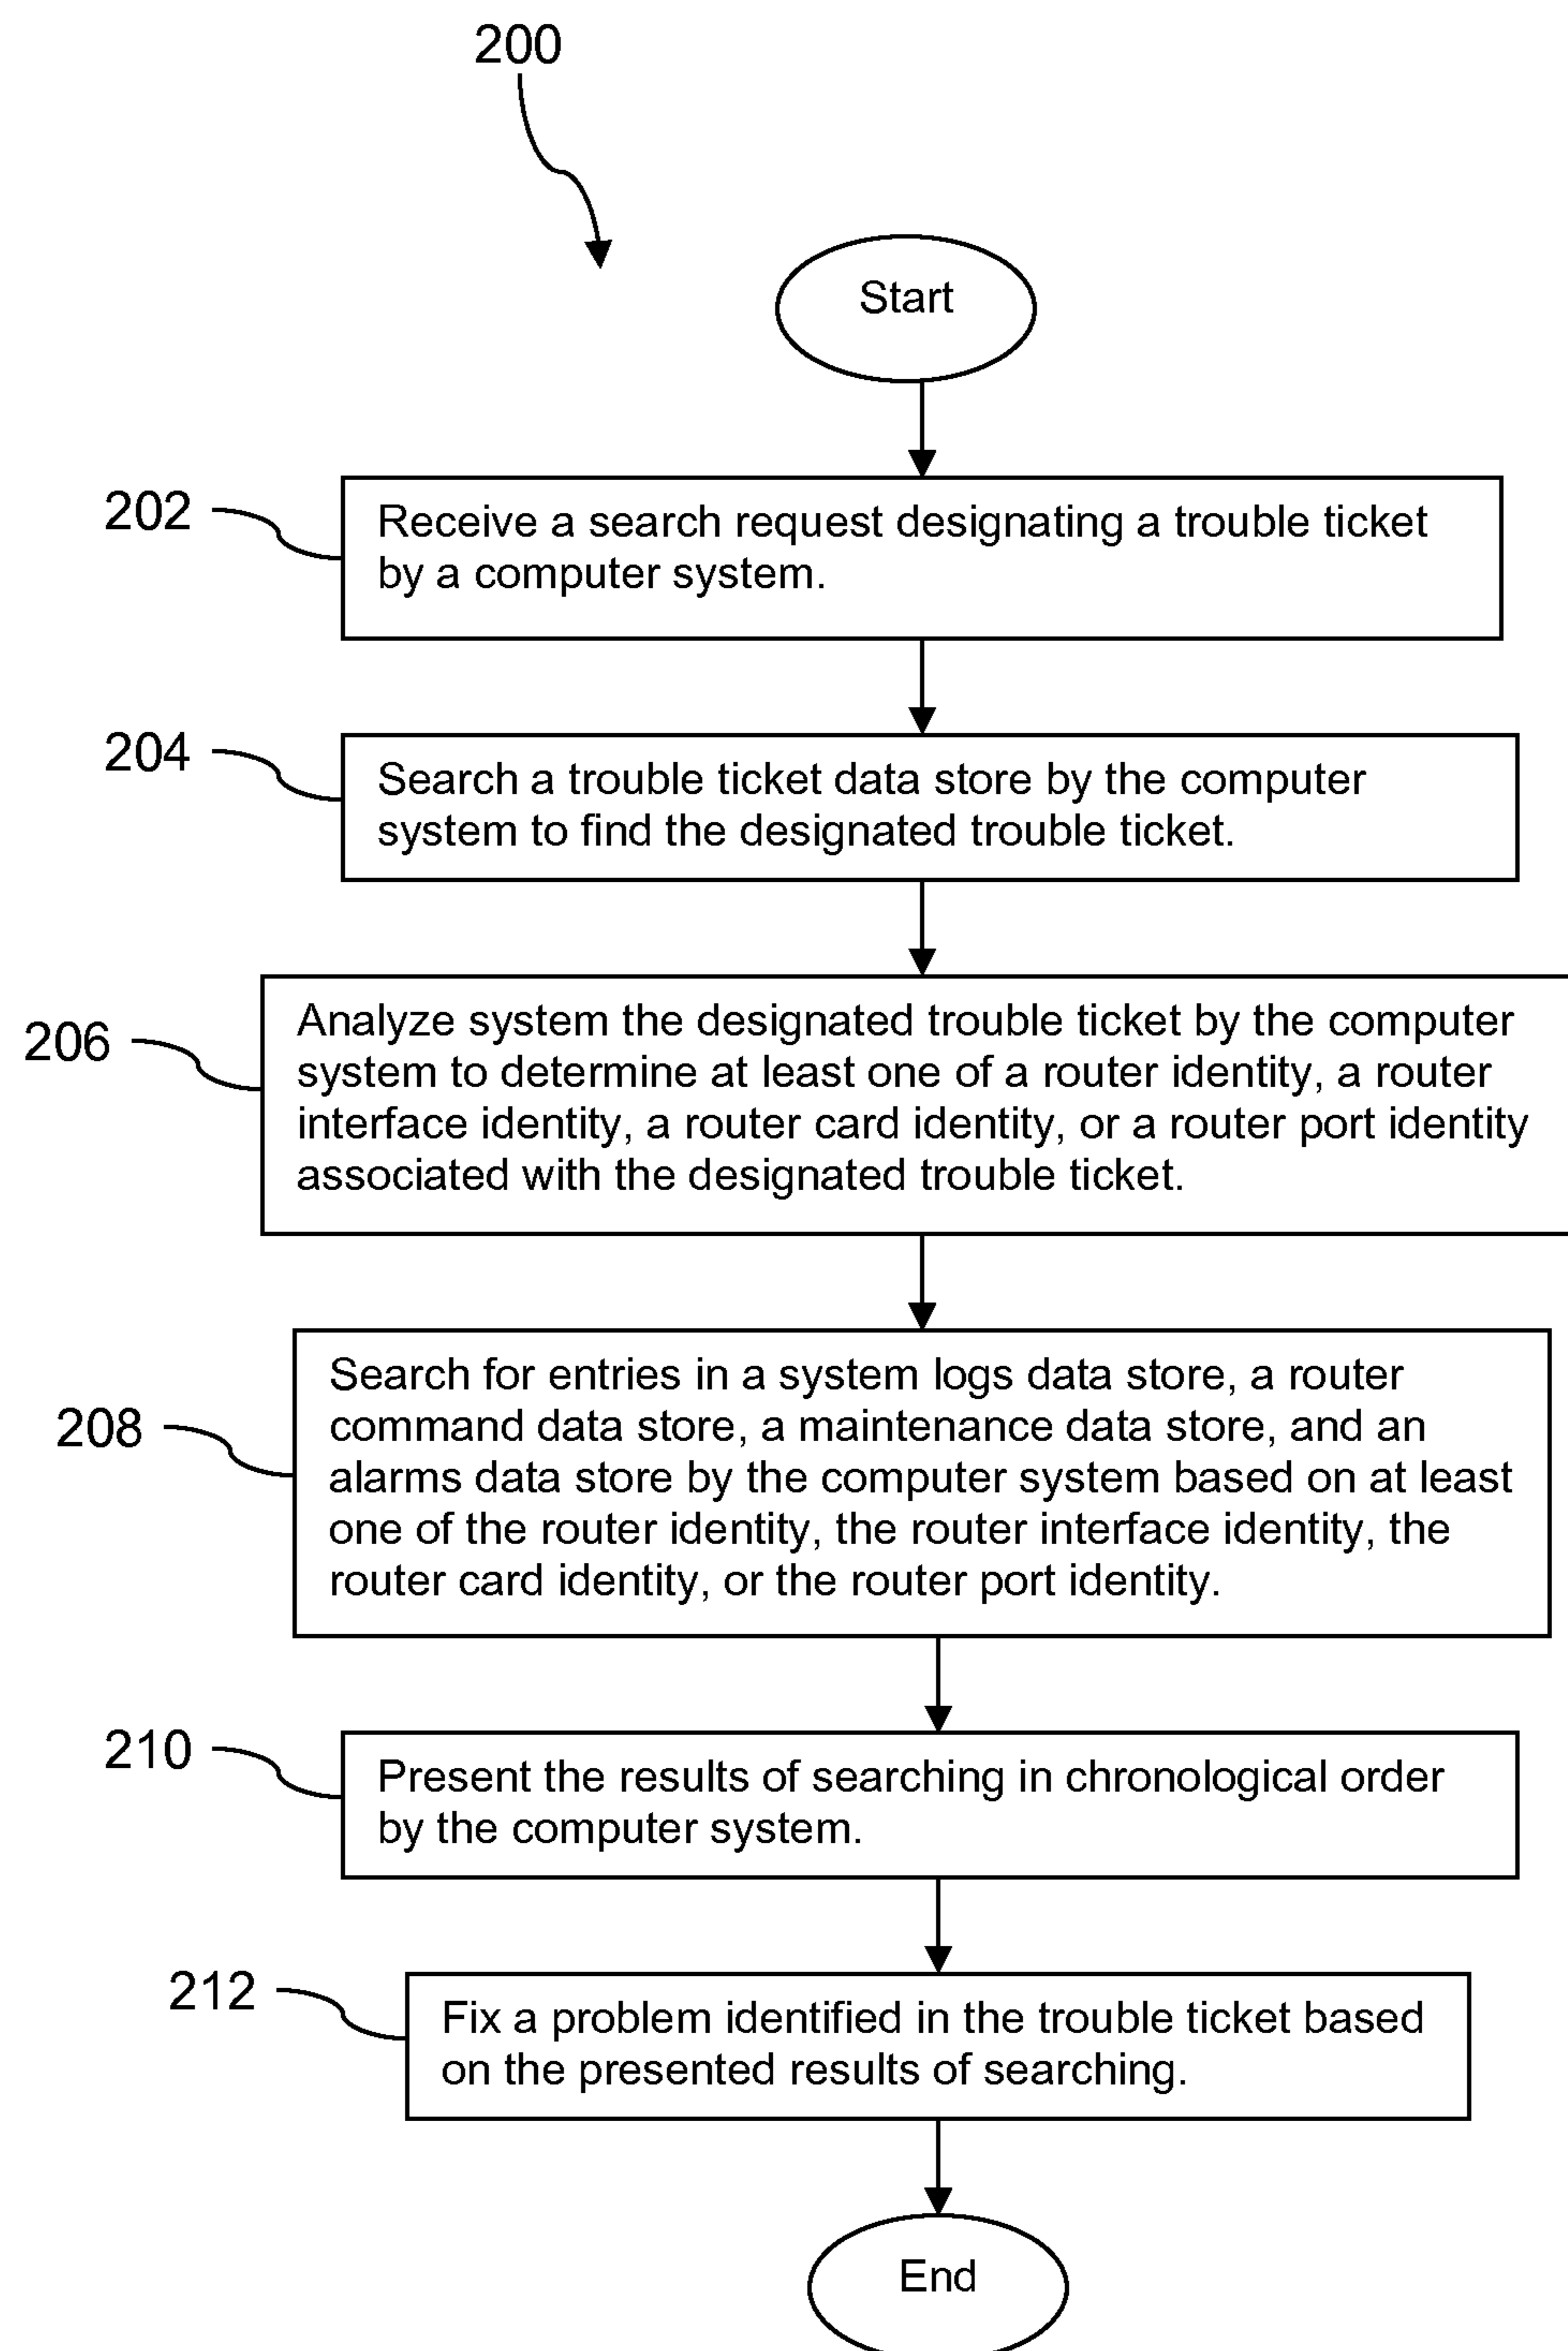 200
Start
202
Receive a search request designating a trouble ticket
by a computer system.
204
Search a trouble ticket data store by the computer
system to find the designated trouble ticket.
206
Analyze system the designated trouble ticket by the computer
system to determine at least one of a router identity, a router
interface identity, a router card identity, or a router port identity
associated with the designated trouble ticket.
208
Search for entries in a system logs data store, a router
command data store, a maintenance data store, and an
alarms data store by the computer system based on at least
one of the router identity, the router interface identity, the
router card identity, or the router port identity.
210
Present the results of searching in chronological order
by the computer system.
212
Fix a problem identified in the trouble ticket based
on the presented results of searching.
End